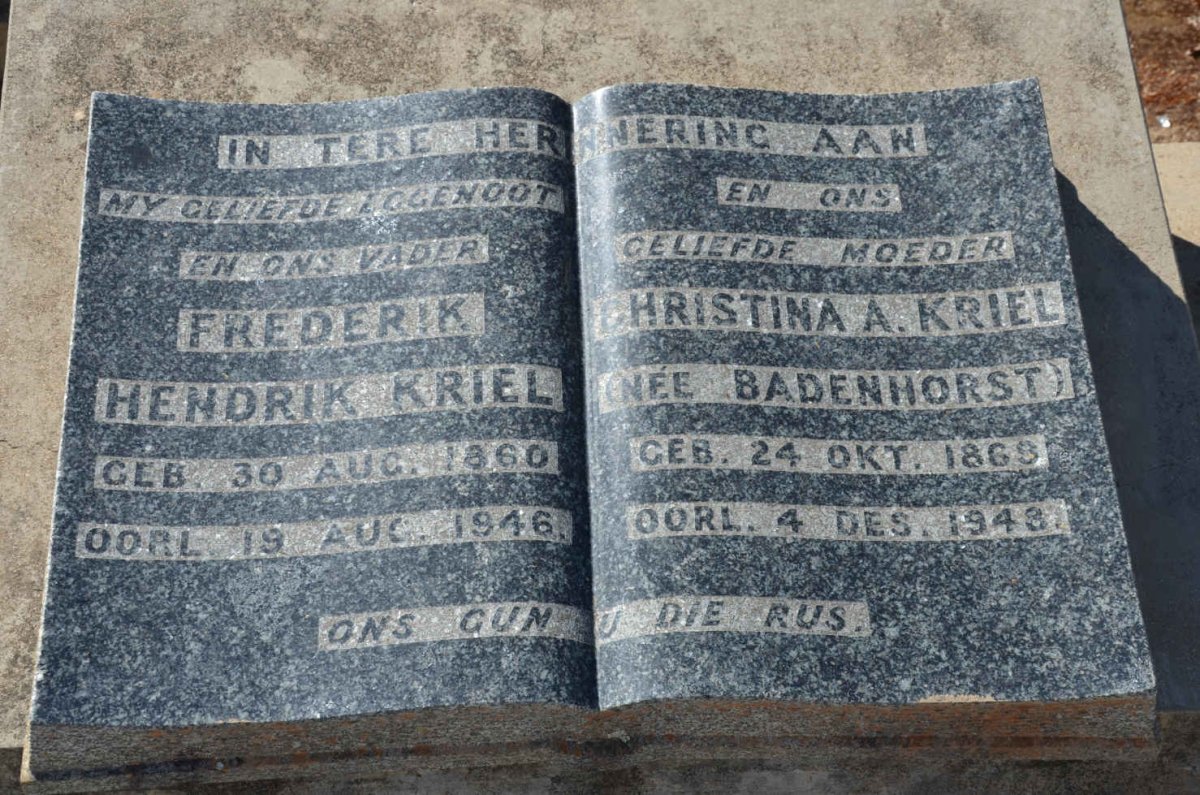 IN TERE HERINNERING AAN
MY GELIEFDE EGGENOOT
EN ONS VADER
FREDERIK
HENDRIK KRIEL
GEB. 30 AUG. 1860
OORL. 19 AUG. 1946.
EN ONS
GELIEFDE MOEDER
CHRISTINA A. KRIEL
(NÉE BADENHORST)
GEB. 24 OKT. 1865
OORL. 4 DES. 1948.
ONS GUN U DIE RUS.